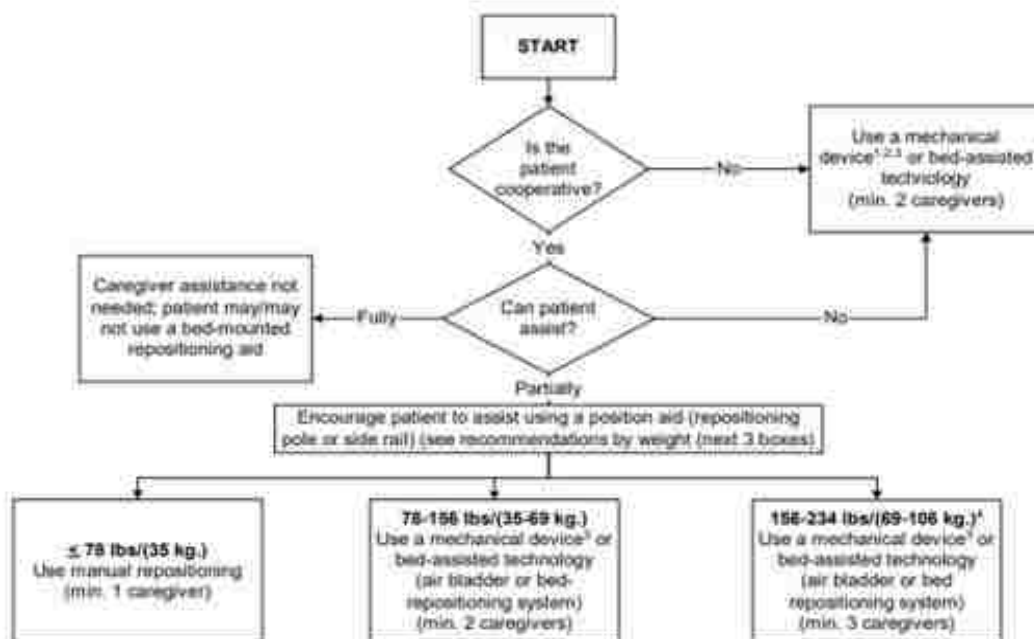 START
Is the
patient
cooperative?
No
Use a mechanical
device¹,²,³ or bed-assisted
technology
(min. 2 caregivers)
Yes
Caregiver assistance not
needed; patient may/may
not use a bed-mounted
repositioning aid
Fully
Can patient
assist?
No
Partially
Encourage patient to assist using a position aid (repositioning
pole or side rail) (see recommendations by weight (next 3 boxes)
≤ 78 lbs/(35 kg.)
Use manual repositioning
(min. 1 caregiver)
78-156 lbs/(35-69 kg.)
Use a mechanical device³ or
bed-assisted technology
(air bladder or bed-
repositioning system)
(min. 2 caregivers)
156-234 lbs/(69-106 kg.)⁴
Use a mechanical device³ or
bed-assisted technology
(air bladder or bed
repositioning system)
(min. 3 caregivers)